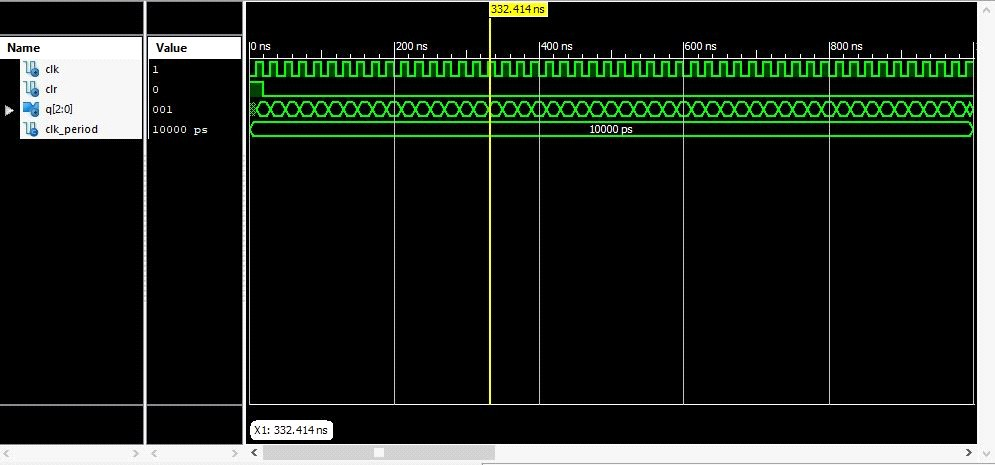 332.414 ns
Name Value 0 ns 200 ns 400 ns 600 ns 800 ns
clk 1
clr 0
q[2:0] 001
clk_period 10000 ps 10000 ps
X1: 332.414 ns